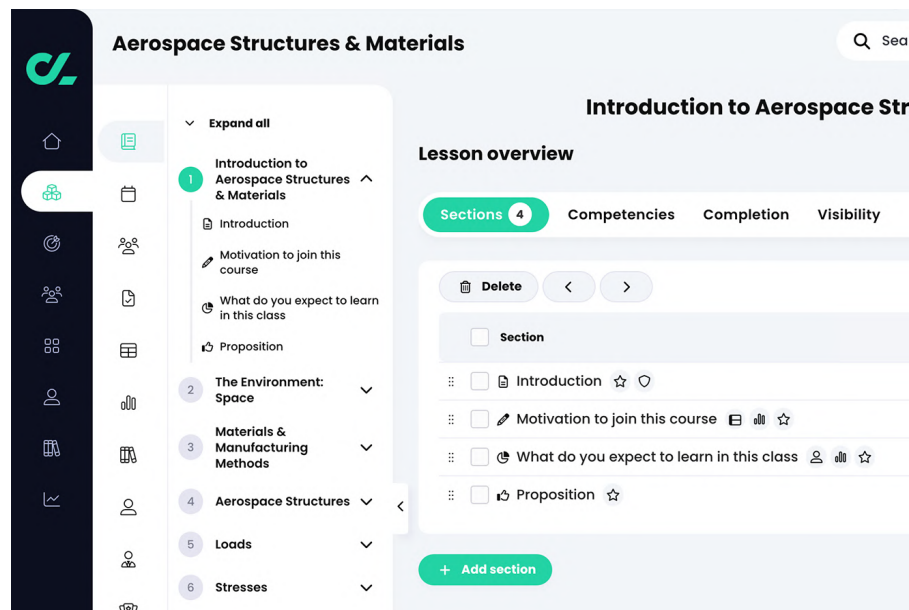 Aerospace Structures & Materials
Sea
Expand all
1
Introduction to
Aerospace Structures
& Materials
Introduction
Motivation to join this
course
What do you expect to learn
in this class
Proposition
2
The Environment:
Space
3
Materials &
Manufacturing
Methods
4
Aerospace Structures
5
Loads
6
Stresses
Introduction to Aerospace Str
Lesson overview
Sections 4
Competencies
Completion
Visibility
Delete
Section
Introduction
Motivation to join this course
What do you expect to learn in this class
Proposition
+ Add section